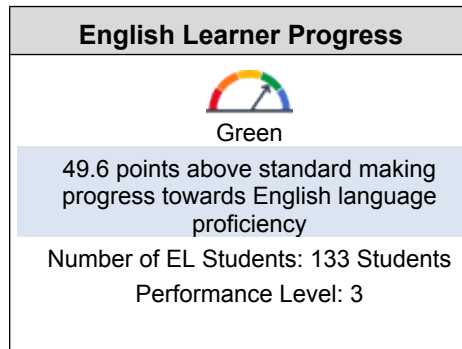 English Learner Progress
Green
49.6 points above standard making
progress towards English language
proficiency
Number of EL Students: 133 Students
Performance Level: 3